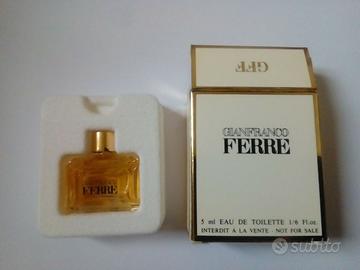 GFF
GIANFRANCO
FERRE
5 ml EAU DE TOILETTE 1/6 Fl.oz.
INTERDIT A LA VENTE - NOT FOR SALE
FERRE
subito